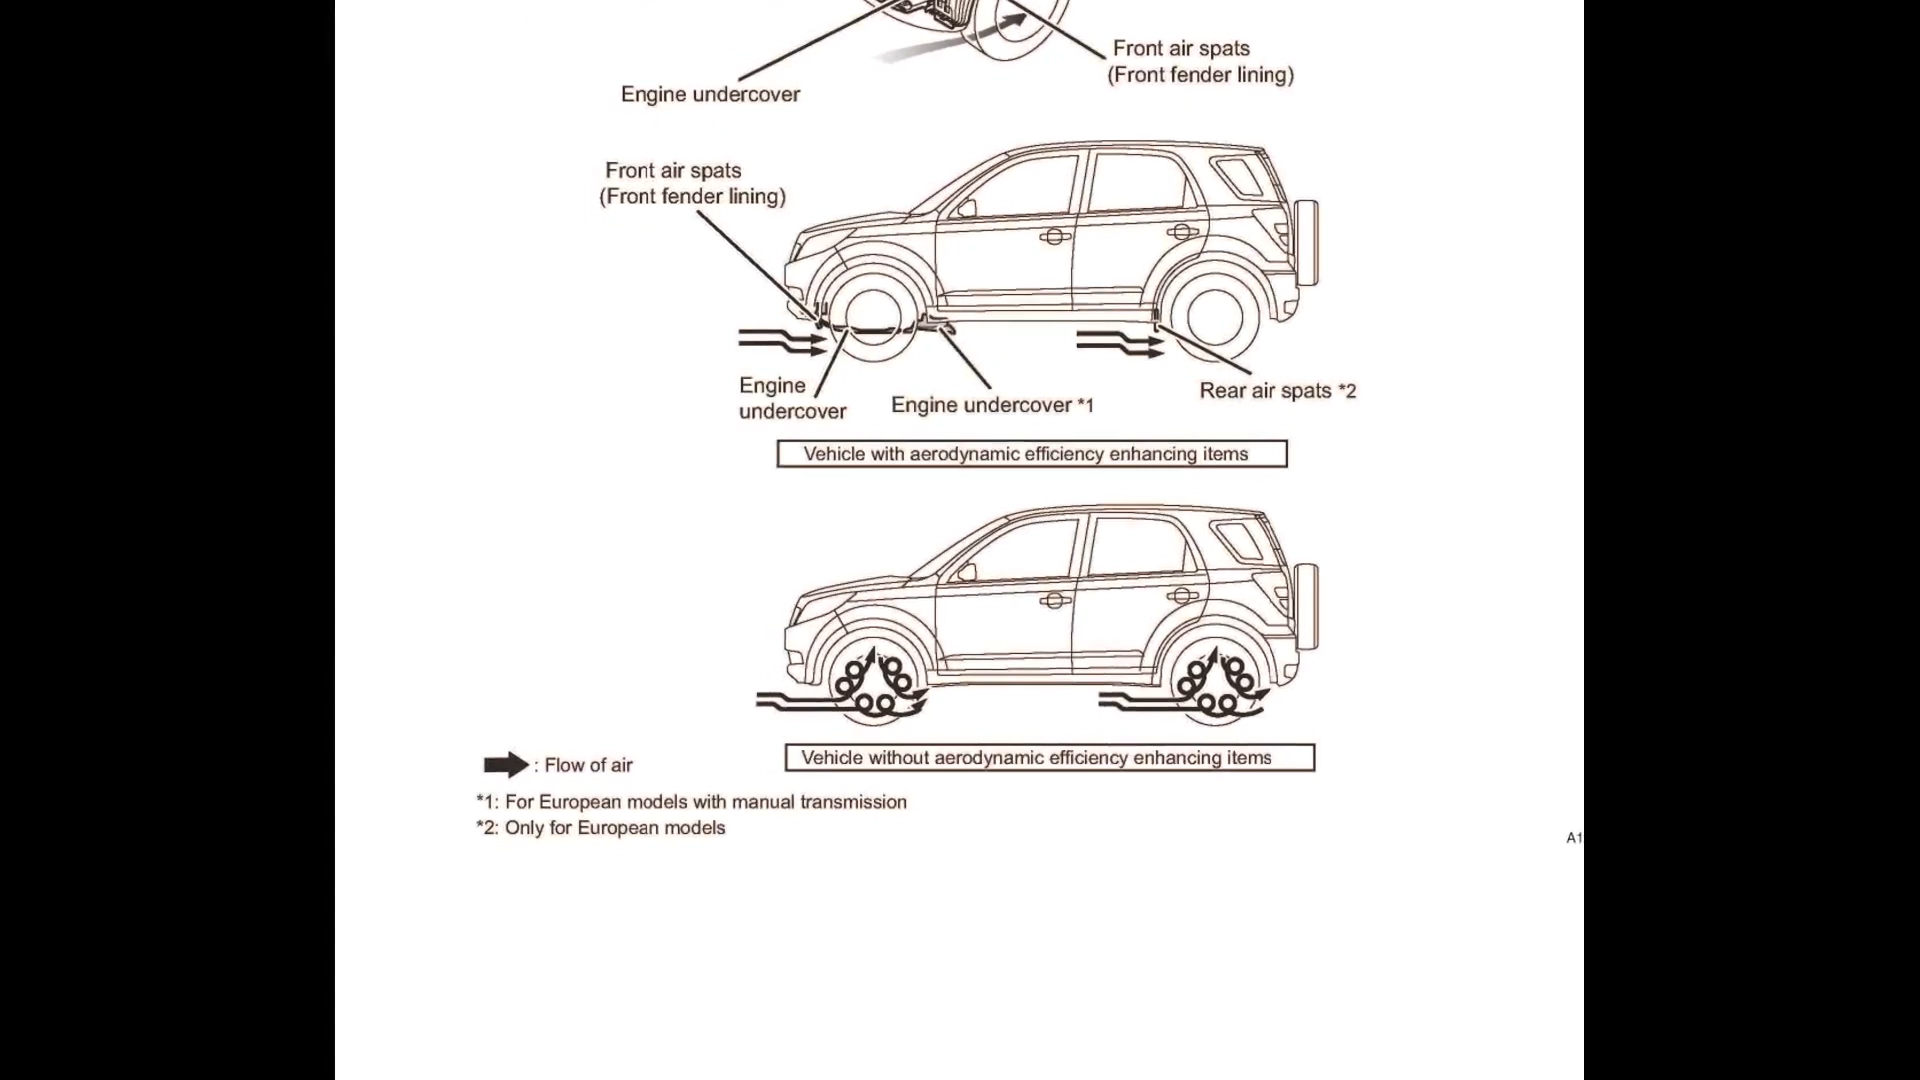 Front air spats
(Front fender lining)
Engine undercover
Front air spats
(Front fender lining)
Engine
undercover
Engine undercover *1
Rear air spats *2
Vehicle with aerodynamic efficiency enhancing items
Vehicle without aerodynamic efficiency enhancing items
: Flow of air
*1: For European models with manual transmission
*2: Only for European models
A1